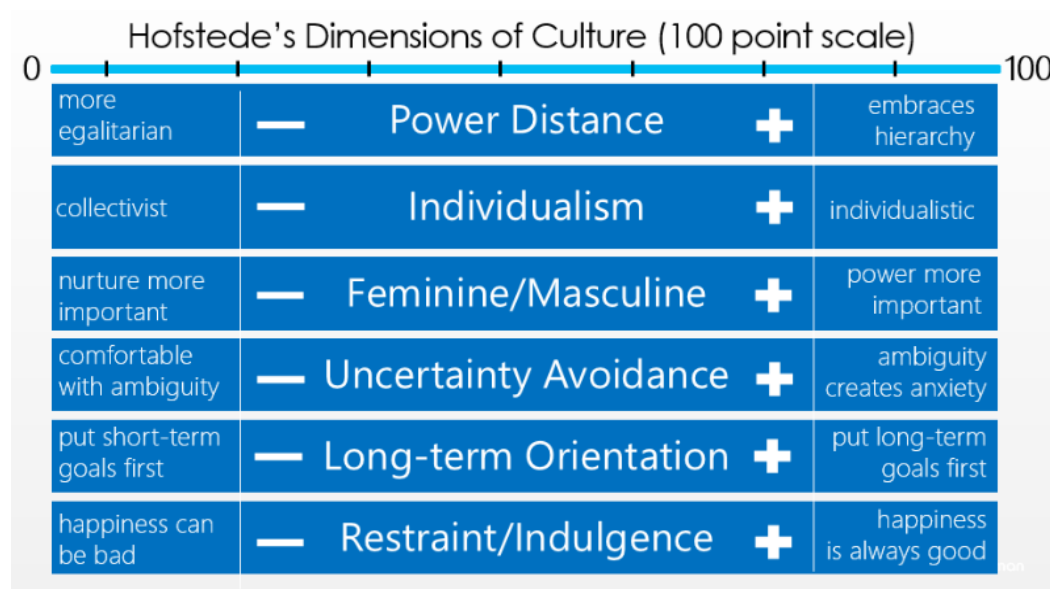 Hofstede's Dimensions of Culture (100 point scale)
0
100
more
egalitarian
— Power Distance +
embraces
hierarchy
collectivist
— Individualism +
individualistic
nurture more
important
— Feminine/Masculine +
power more
important
comfortable
with ambiguity
— Uncertainty Avoidance +
ambiguity
creates anxiety
put short-term
goals first
— Long-term Orientation +
put long-term
goals first
happiness can
be bad
— Restraint/Indulgence +
happiness
is always good